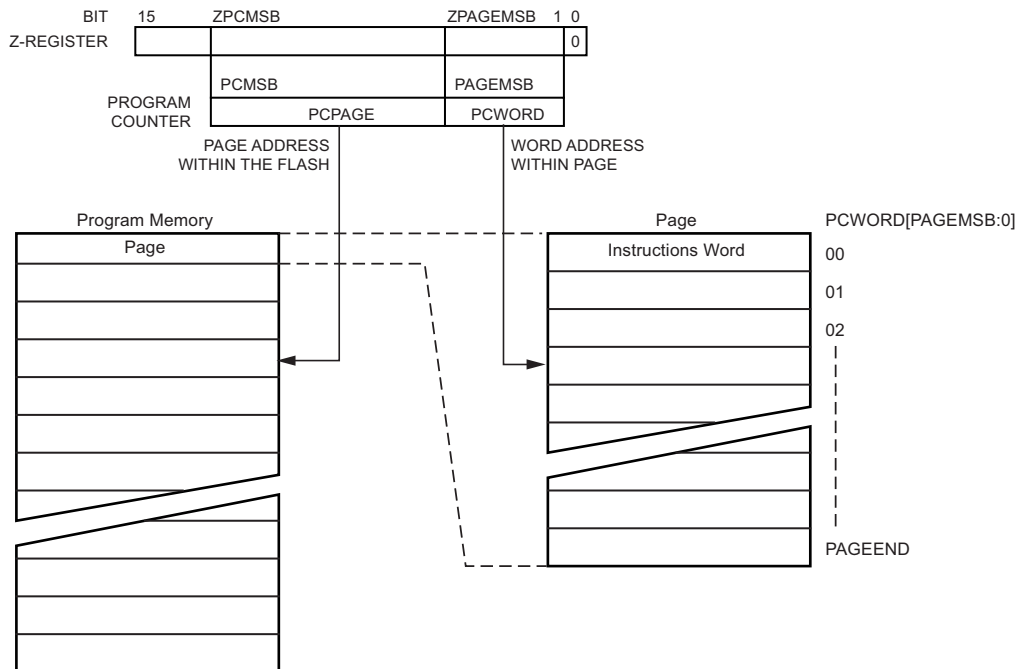 BIT 15 ZPCMSB ZPAGEMSB 1 0
Z-REGISTER 0
PCMSB PAGEMSB
PROGRAM
COUNTER
PCPAGE PCWORD
PAGE ADDRESS
WITHIN THE FLASH
WORD ADDRESS
WITHIN PAGE
Program Memory Page PCWORD[PAGEMSB:0]
Page Instructions Word 00
01
02
PAGEEND